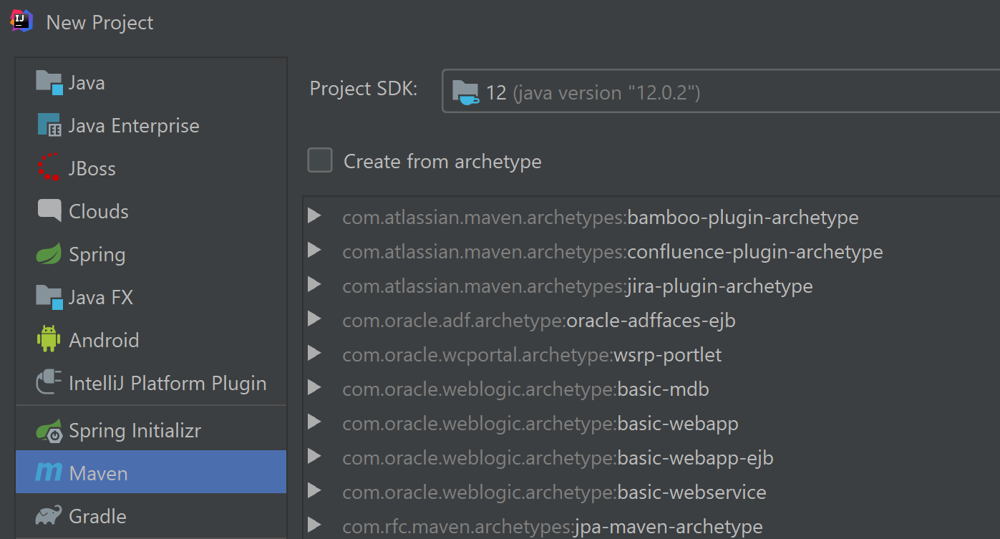 IJ
New Project
Java
Java Enterprise
EE
JBoss
Clouds
Spring
Java FX
Android
IntelliJ Platform Plugin
Spring Initializr
m Maven
Gradle
Project SDK:
12 (java version "12.0.2")
Create from archetype
com.atlassian.maven.archetypes:bamboo-plugin-archetype
com.atlassian.maven.archetypes:confluence-plugin-archetype
com.atlassian.maven.archetypes:jira-plugin-archetype
com.oracle.adf.archetype:oracle-adffaces-ejb
com.oracle.wcportal.archetype:wsrp-portlet
com.oracle.weblogic.archetype:basic-mdb
com.oracle.weblogic.archetype:basic-webapp
com.oracle.weblogic.archetype:basic-webapp-ejb
com.oracle.weblogic.archetype:basic-webservice
com.rfc.maven.archetypes:jpa-maven-archetype